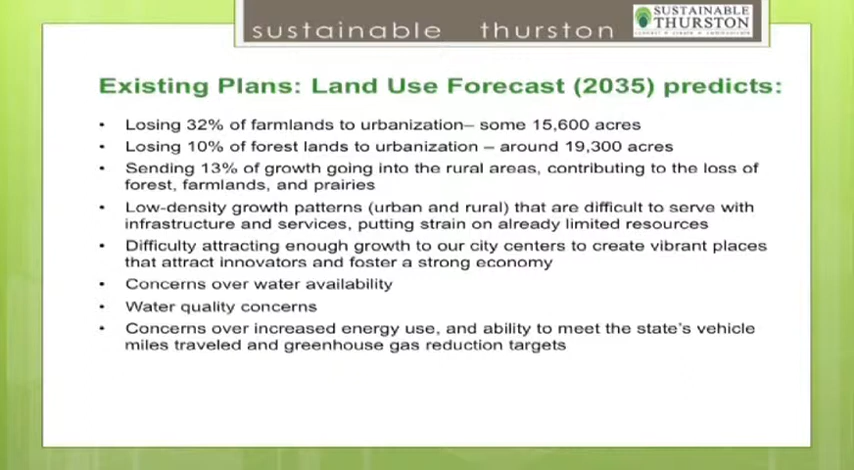 sustainable thurston
SUSTAINABLE
THURSTON
Existing Plans: Land Use Forecast (2035) predicts:
• Losing 32% of farmlands to urbanization– some 15,600 acres
• Losing 10% of forest lands to urbanization – around 19,300 acres
• Sending 13% of growth going into the rural areas, contributing to the loss of
forest, farmlands, and prairies
• Low-density growth patterns (urban and rural) that are difficult to serve with
infrastructure and services, putting strain on already limited resources
• Difficulty attracting enough growth to our city centers to create vibrant places
that attract innovators and foster a strong economy
• Concerns over water availability
• Water quality concerns
• Concerns over increased energy use, and ability to meet the state's vehicle
miles traveled and greenhouse gas reduction targets